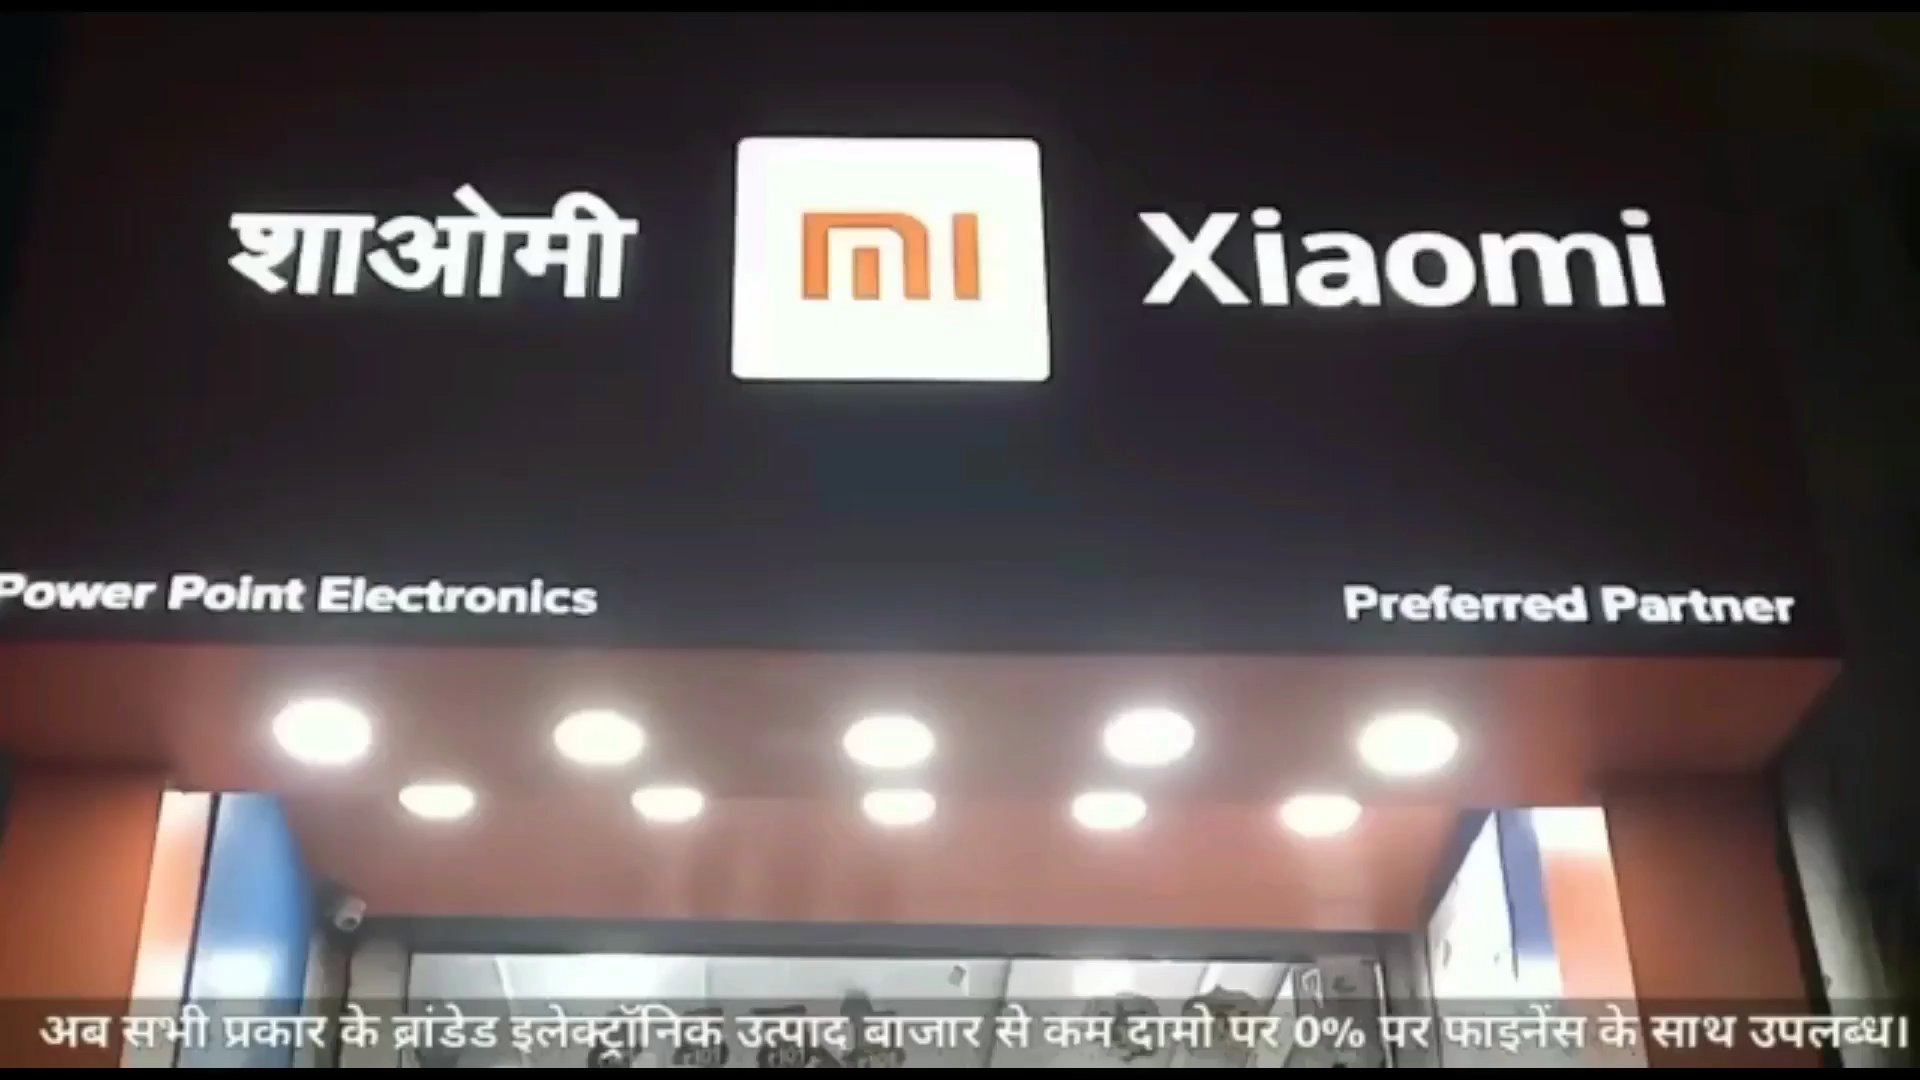 शाओमी mi Xiaomi
Power Point Electronics Preferred Partner
अब सभी प्रकार के ब्रांडेड इलेक्ट्रॉनिक उत्पाद बाजार से कम दामो पर 0% पर फाइनेंस के साथ उपलब्ध।